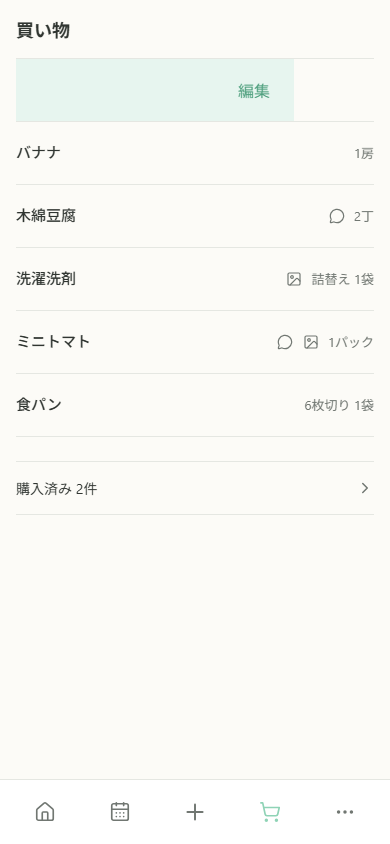 買い物
編集
バナナ 1房
木綿豆腐 2丁
洗濯洗剤 詰替え 1袋
ミニトマト 1パック
食パン 6枚切り 1袋
購入済み 2件